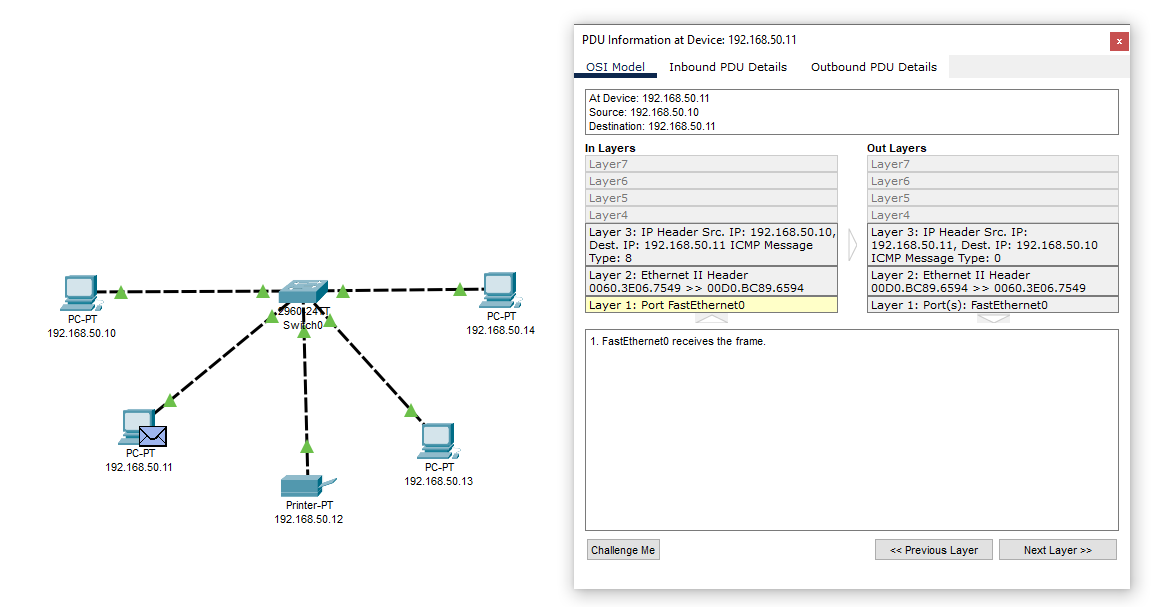 PDU Information at Device: 192.168.50.11
x
OSI Model
Inbound PDU Details
Outbound PDU Details
At Device: 192.168.50.11
Source: 192.168.50.10
Destination: 192.168.50.11
In Layers
Layer7
Layer6
Layer5
Layer4
Layer 3: IP Header Src. IP: 192.168.50.10,
Dest. IP: 192.168.50.11 ICMP Message
Type: 8
Layer 2: Ethernet II Header
0060.3E06.7549 >> 00D0.BC89.6594
Layer 1: Port FastEthernet0
Out Layers
Layer7
Layer6
Layer5
Layer4
Layer 3: IP Header Src. IP:
192.168.50.11, Dest. IP: 192.168.50.10
ICMP Message Type: 0
Layer 2: Ethernet II Header
00D0.BC89.6594 >> 0060.3E06.7549
Layer 1: Port(s): FastEthernet0
1. FastEthernet0 receives the frame.
Challenge Me
<< Previous Layer
Next Layer >>
PC-PT
192.168.50.10
2960-24TT
Switch0
PC-PT
192.168.50.14
PC-PT
192.168.50.11
PC-PT
192.168.50.13
Printer-PT
192.168.50.12